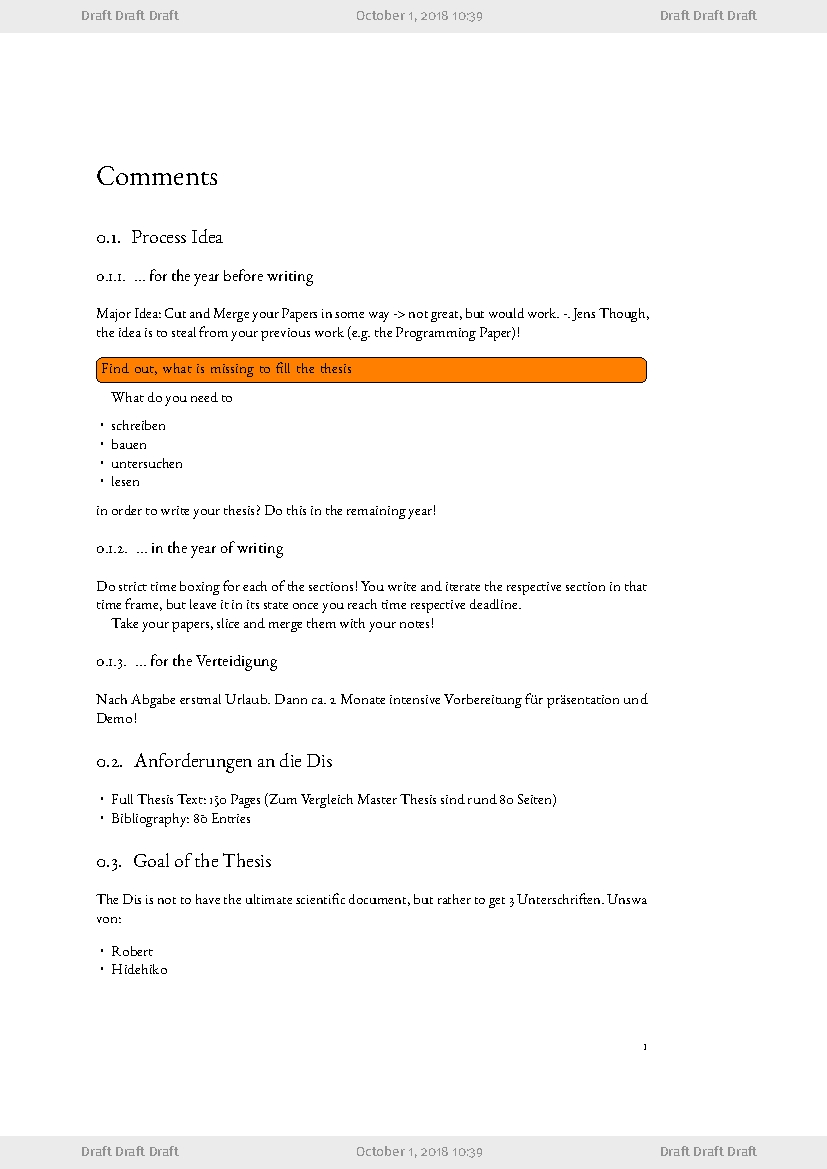 Draft Draft Draft October 1, 2018 10:39 Draft Draft Draft
Comments
0.1. Process Idea
0.1.1. ... for the year before writing
Major Idea: Cut and Merge your Papers in some way -> not great, but would work. -. Jens Though,
the idea is to steal from your previous work (e.g. the Programming Paper)!
Find out, what is missing to fill the thesis
What do you need to
• schreiben
• bauen
• untersuchen
• lesen
in order to write your thesis? Do this in the remaining year!
0.1.2. ... in the year of writing
Do strict time boxing for each of the sections! You write and iterate the respective section in that
time frame, but leave it in its state once you reach time respective deadline.
Take your papers, slice and merge them with your notes!
0.1.3. ... for the Verteidigung
Nach Abgabe erstmal Urlaub. Dann ca. 2 Monate intensive Vorbereitung für präsentation und
Demo!
0.2. Anforderungen an die Dis
• Full Thesis Text: 150 Pages (Zum Vergleich Master Thesis sind rund 80 Seiten)
• Bibliography: 80 Entries
0.3. Goal of the Thesis
The Dis is not to have the ultimate scientific document, but rather to get 3 Unterschriften. Unswa
von:
• Robert
• Hidehiko
1
Draft Draft Draft October 1, 2018 10:39 Draft Draft Draft